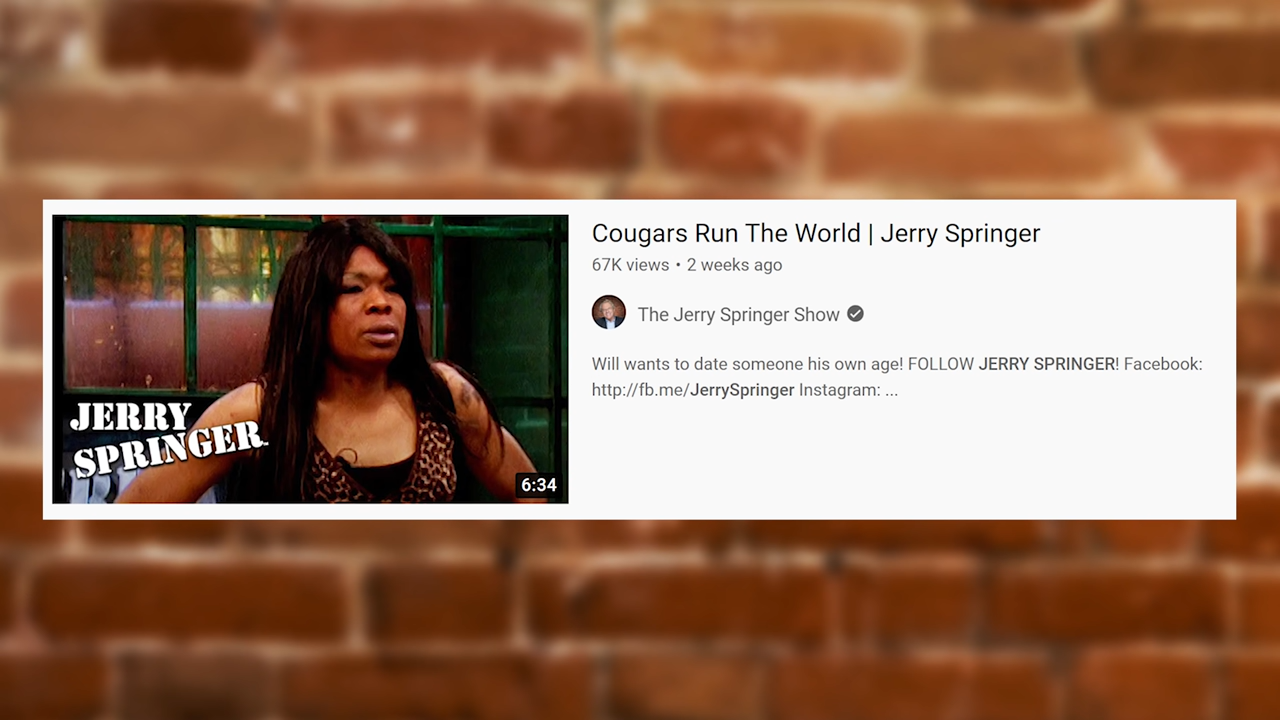 JERRY
SPRINGER
6:34
Cougars Run The World | Jerry Springer
67K views • 2 weeks ago
The Jerry Springer Show
Will wants to date someone his own age! FOLLOW JERRY SPRINGER! Facebook:
http://fb.me/JerrySpringer Instagram: ...